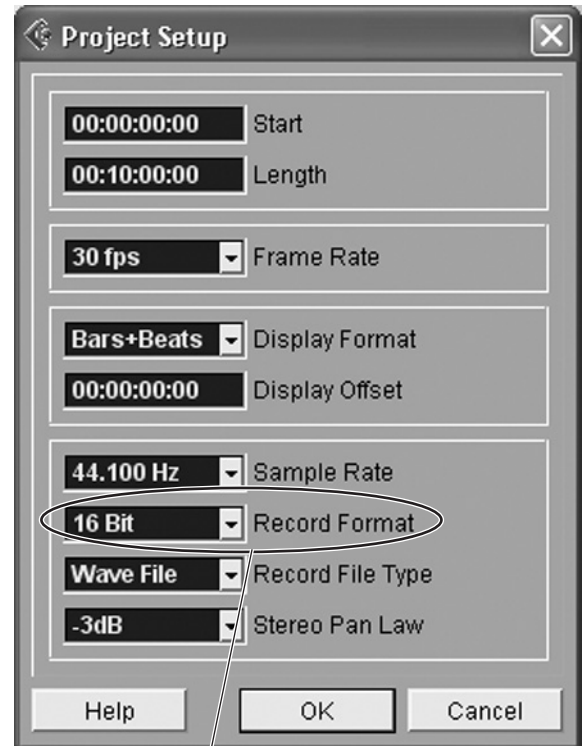 Project Setup
00:00:00:00 Start
00:10:00:00 Length
30 fps Frame Rate
Bars+Beats Display Format
00:00:00:00 Display Offset
44.100 Hz Sample Rate
16 Bit Record Format
Wave File Record File Type
-3dB Stereo Pan Law
Help OK Cancel